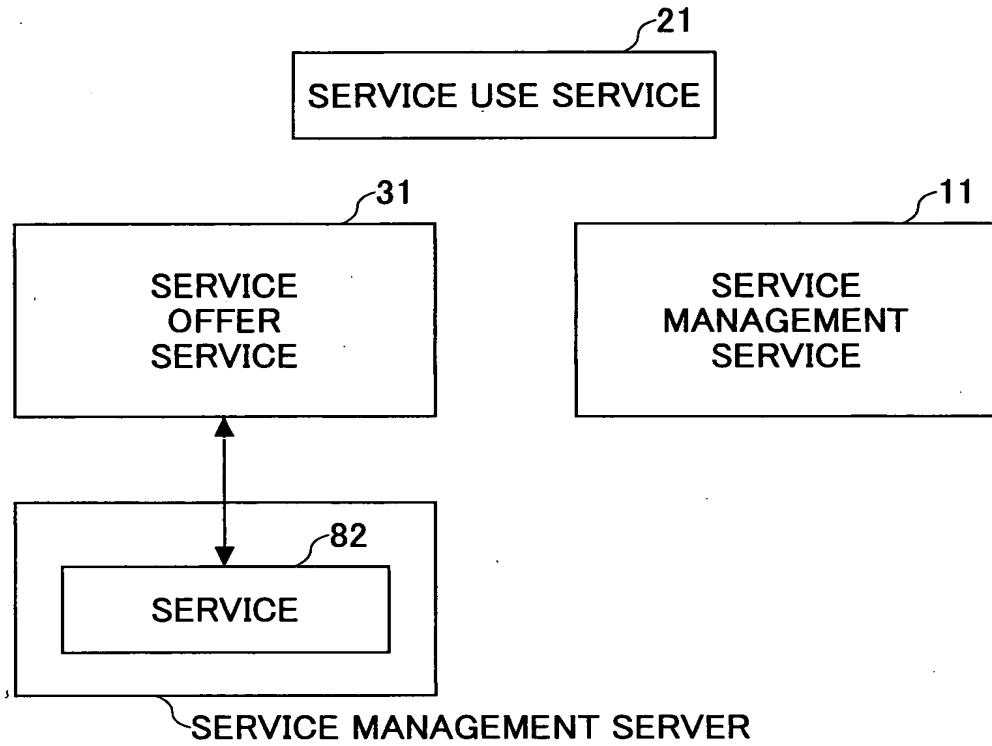 21
SERVICE USE SERVICE
31
SERVICE
OFFER
SERVICE
11
SERVICE
MANAGEMENT
SERVICE
82
SERVICE
SERVICE MANAGEMENT SERVER